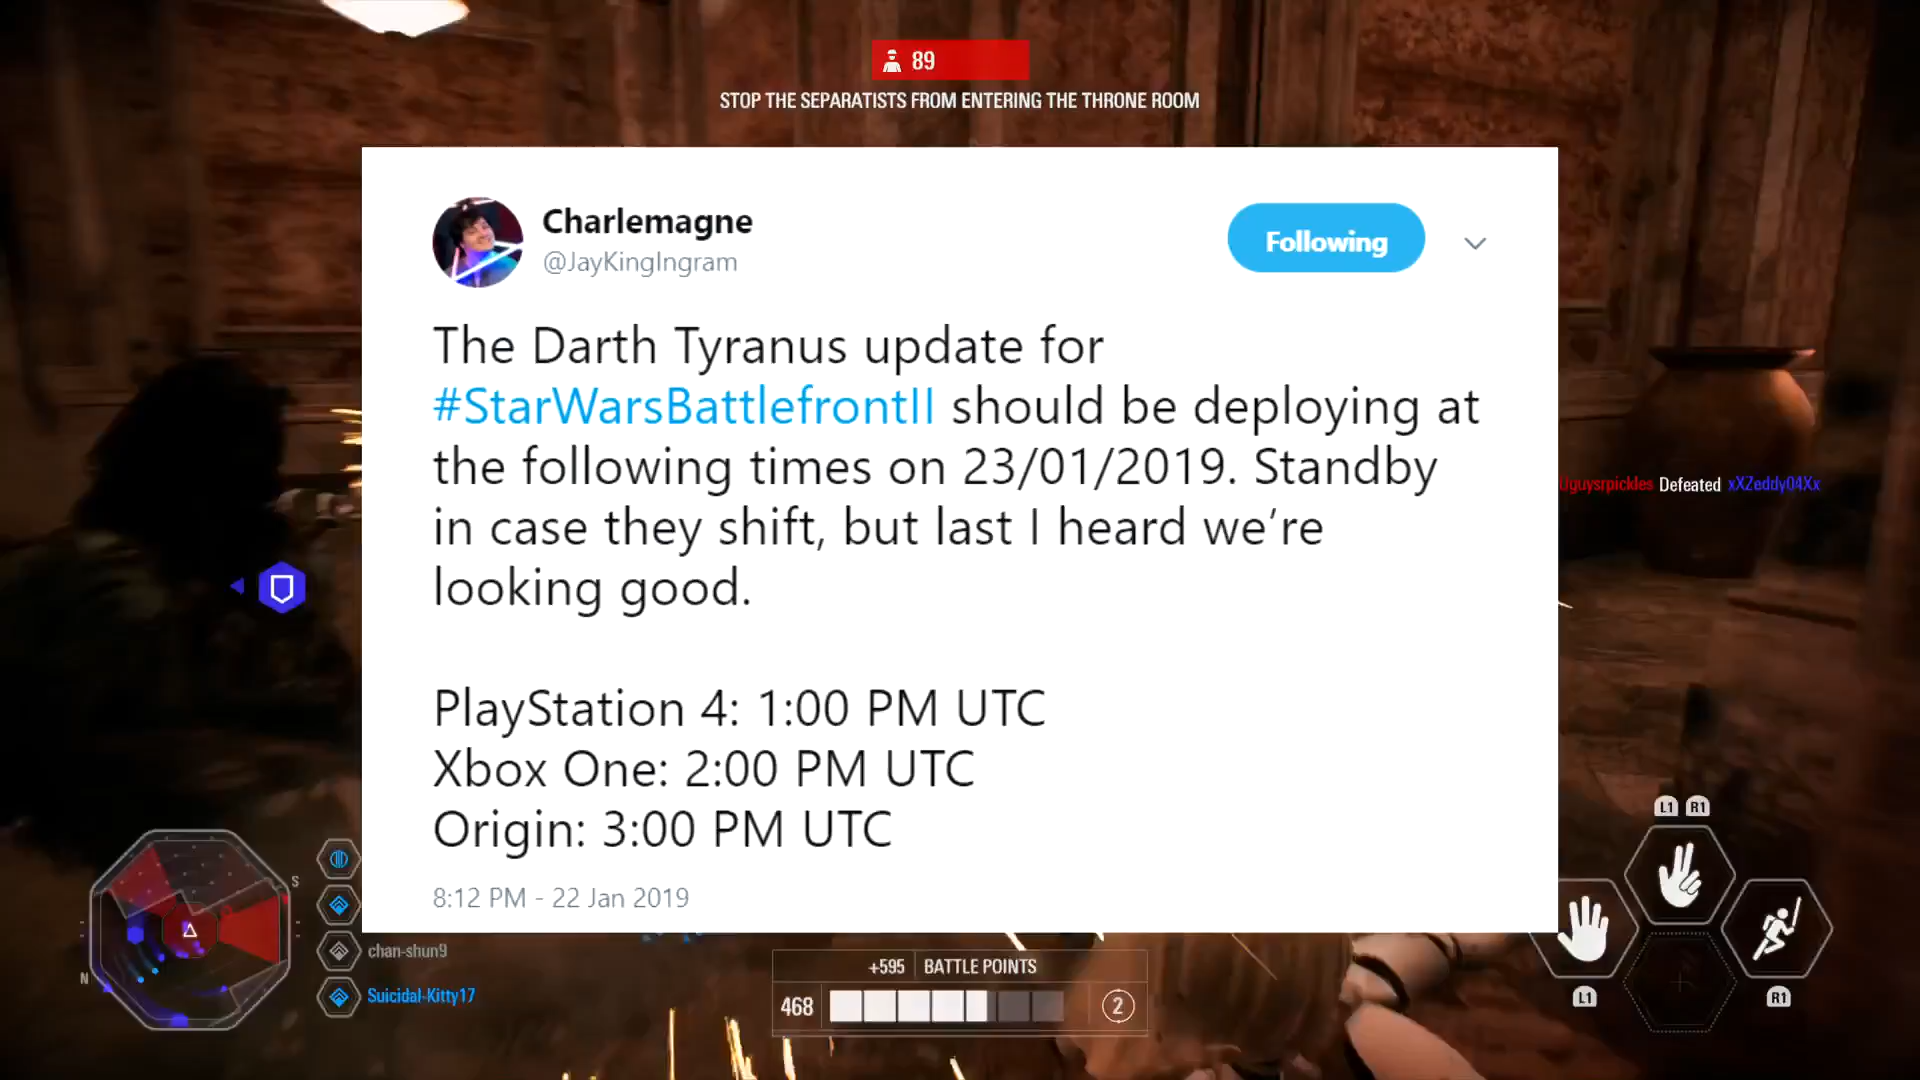 89
STOP THE SEPARATISTS FROM ENTERING THE THRONE ROOM
Charlemagne
@JayKingIngram
Following
The Darth Tyranus update for
#StarWarsBattlefrontII should be deploying at
the following times on 23/01/2019. Standby
in case they shift, but last I heard we're
looking good.
PlayStation 4: 1:00 PM UTC
Xbox One: 2:00 PM UTC
Origin: 3:00 PM UTC
8:12 PM - 22 Jan 2019
guysrpickles Defeated xXZeddy04Xx
L1 R1
L1
R1
S
N
chan-shun9
Suicidal-Kitty17
+595 BATTLE POINTS
468
2